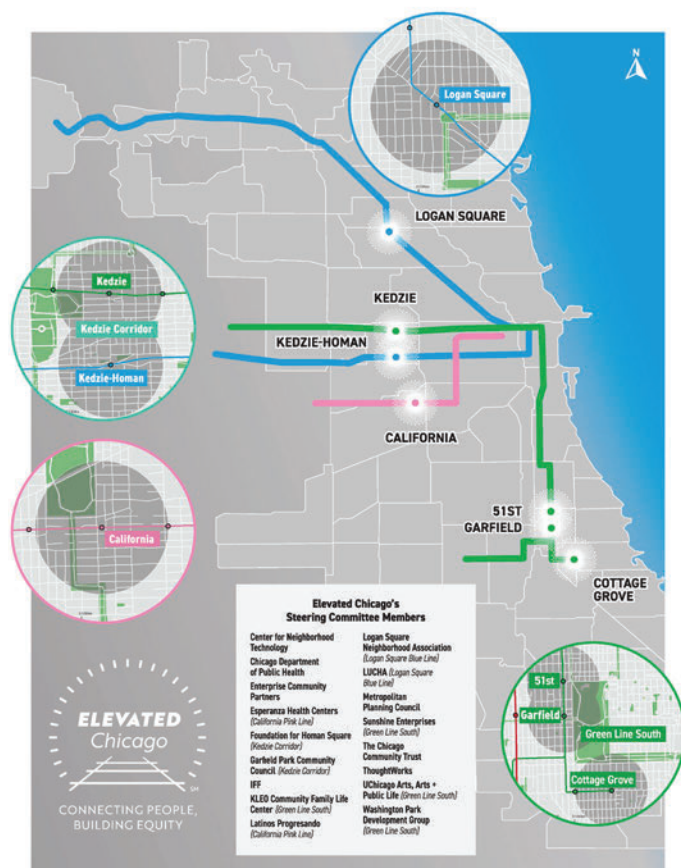 N
Logan Square
LOGAN SQUARE
Kedzie
Kedzie Corridor
Kedzie-Homan
KEDZIE
KEDZIE-HOMAN
California
CALIFORNIA
51ST
GARFIELD
COTTAGE
GROVE
Elevated Chicago's
Steering Committee Members
Center for Neighborhood
Technology
Chicago Department
of Public Health
Enterprise Community
Partners
Esperanza Health Centers
(California Pink Line)
Foundation for Homan Square
(Kedzie Corridor)
Garfield Park Community
Council (Kedzie Corridor)
IFF
KLEO Community Family Life
Center (Green Line South)
Latinos Progresando
(California Pink Line)
Logan Square
Neighborhood Association
(Logan Square Blue Line)
LUCHA (Logan Square
Blue Line)
Metropolitan
Planning Council
Sunshine Enterprises
(Green Line South)
The Chicago
Community Trust
ThoughtWorks
UChicago Arts, Arts +
Public Life (Green Line South)
Washington Park
Development Group
(Green Line South)
51st
Garfield
Green Line South
Cottage Grove
ELEVATED
Chicago
SM
CONNECTING PEOPLE,
BUILDING EQUITY